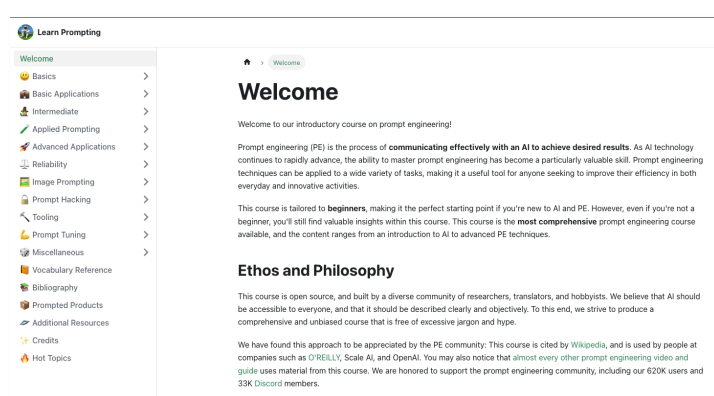 Learn Prompting
Welcome
Basics
Basic Applications
Intermediate
Applied Prompting
Advanced Applications
Reliability
Image Prompting
Prompt Hacking
Tooling
Prompt Tuning
Miscellaneous
Vocabulary Reference
Bibliography
Prompted Products
Additional Resources
Credits
Hot Topics
Welcome
Welcome
Welcome to our introductory course on prompt engineering!
Prompt engineering (PE) is the process of communicating effectively with an AI to achieve desired results. As AI technology
continues to rapidly advance, the ability to master prompt engineering has become a particularly valuable skill. Prompt engineering
techniques can be applied to a wide variety of tasks, making it a useful tool for anyone seeking to improve their efficiency in both
everyday and innovative activities.
This course is tailored to beginners, making it the perfect starting point if you're new to AI and PE. However, even if you're not a
beginner, you'll still find valuable insights within this course. This course is the most comprehensive prompt engineering course
available, and the content ranges from an introduction to AI to advanced PE techniques.
Ethos and Philosophy
This course is open source, and built by a diverse community of researchers, translators, and hobbyists. We believe that AI should
be accessible to everyone, and that it should be described clearly and objectively. To this end, we strive to produce a
comprehensive and unbiased course that is free of excessive jargon and hype.
We have found this approach to be appreciated by the PE community: This course is cited by Wikipedia, and is used by people at
companies such as O'REILLY, Scale AI, and OpenAI. You may also notice that almost every other prompt engineering video and
guide uses material from this course. We are honored to support the prompt engineering community, including our 620K users and
33K Discord members.